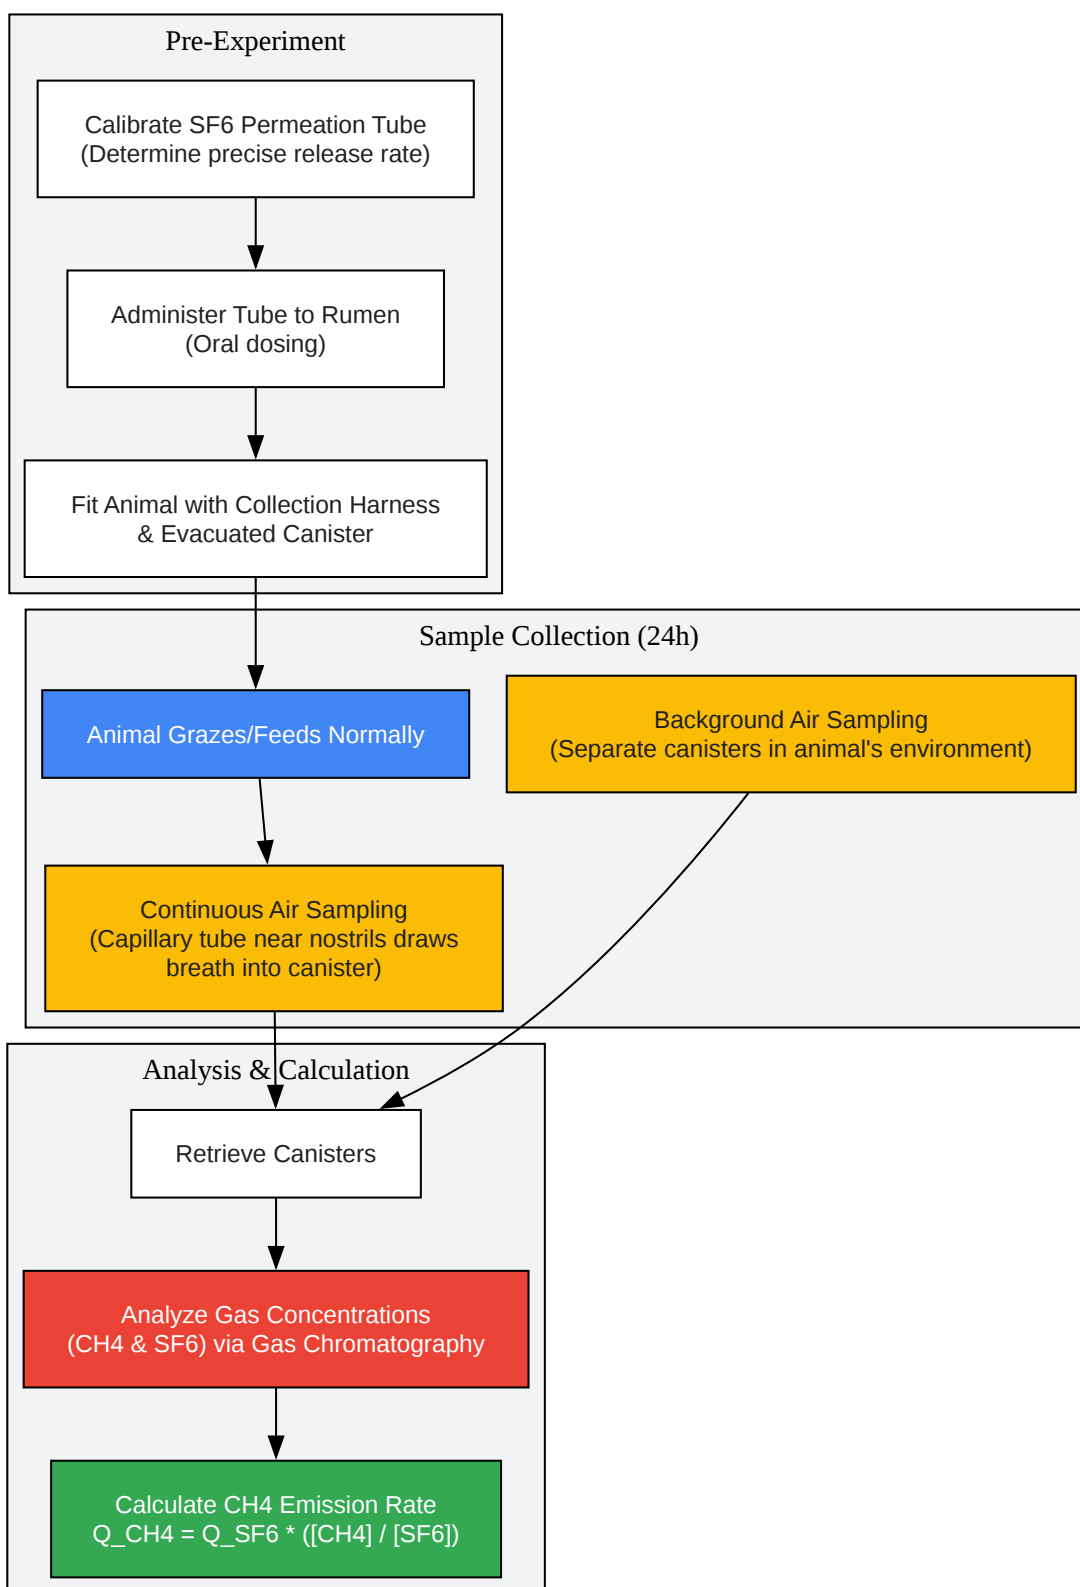 Pre-Experiment
Calibrate SF6 Permeation Tube
(Determine precise release rate)
Administer Tube to Rumen
(Oral dosing)
Fit Animal with Collection Harness
& Evacuated Canister
Sample Collection (24h)
Animal Grazes/Feeds Normally
Background Air Sampling
(Separate canisters in animal's environment)
Continuous Air Sampling
(Capillary tube near nostrils draws
breath into canister)
Analysis & Calculation
Retrieve Canisters
Analyze Gas Concentrations
(CH4 & SF6) via Gas Chromatography
Calculate CH4 Emission Rate
Q_CH4 = Q_SF6 * ([CH4] / [SF6])